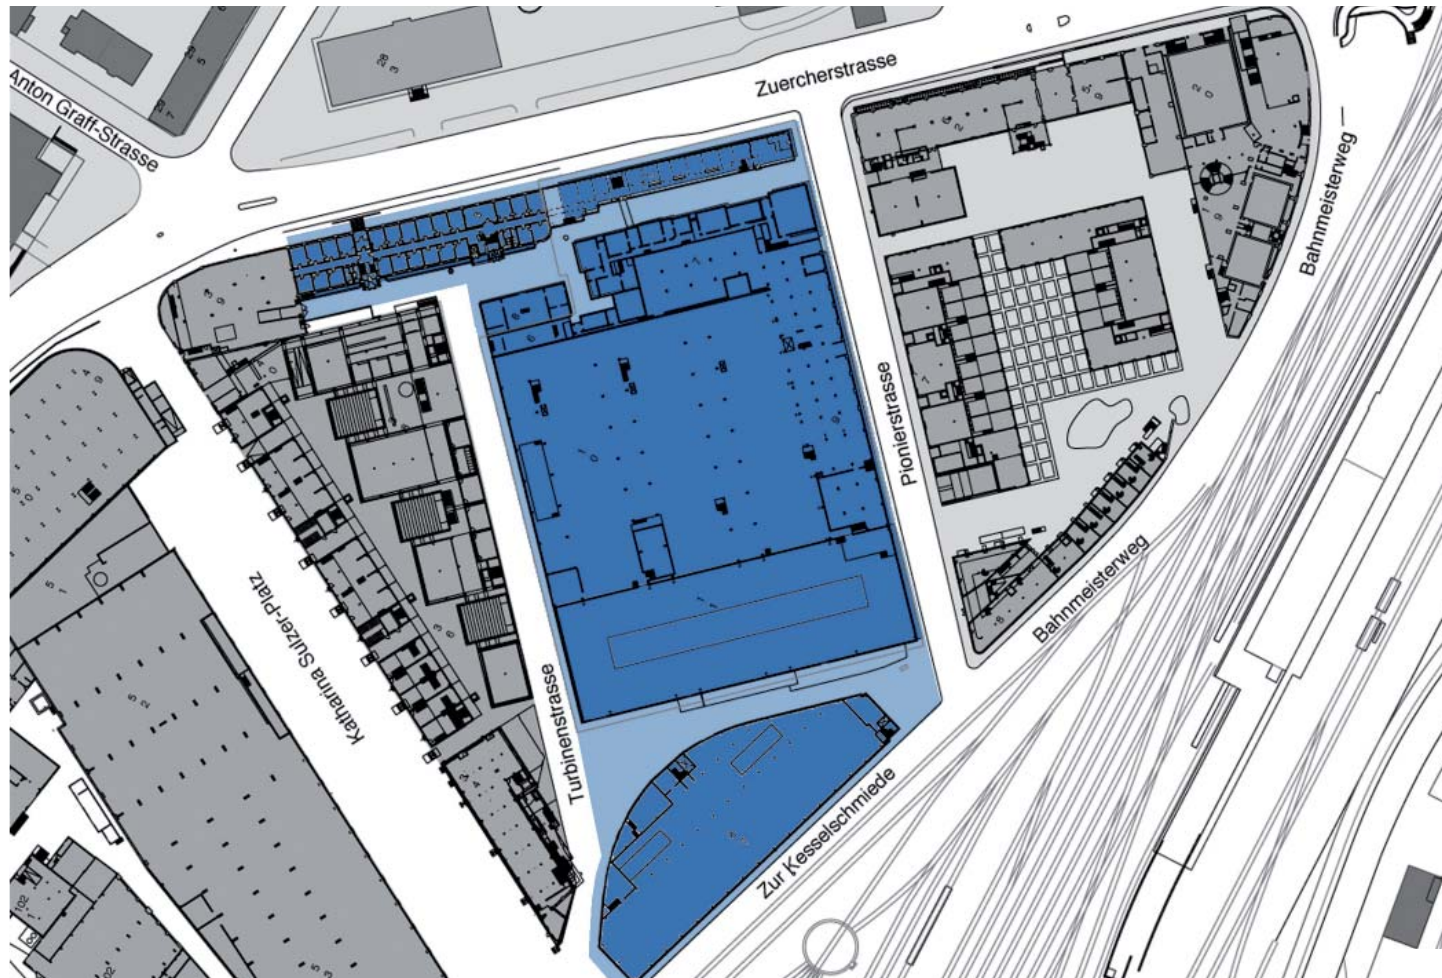 Anton Graff-Strasse
Zuercherstrasse
Bahnmeisterweg
Pionierstrasse
Katharina Sulzer-Platz
Turbinenstrasse
Bahnmeisterweg
Zur Kesselschmiede